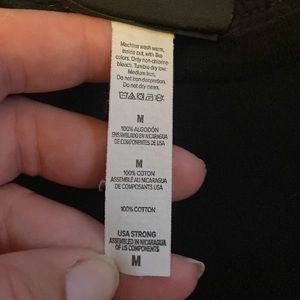 Machine wash warm,
inside out, with like
colors. Only non-chlorine
bleach. Tumble dry low.
Medium iron.
Do not iron decoration.
Do not dry clean.
M
100% ALGODÓN
ENSAMBLADO EN NICARAGUA
DE COMPONENTES DE USA
M
100% COTON
ASSEMBLÉ AU NICARAGUA
DE COMPOSANTS USA
100% COTTON
USA STRONG
ASSEMBLED IN NICARAGUA
OF US COMPONENTS
M